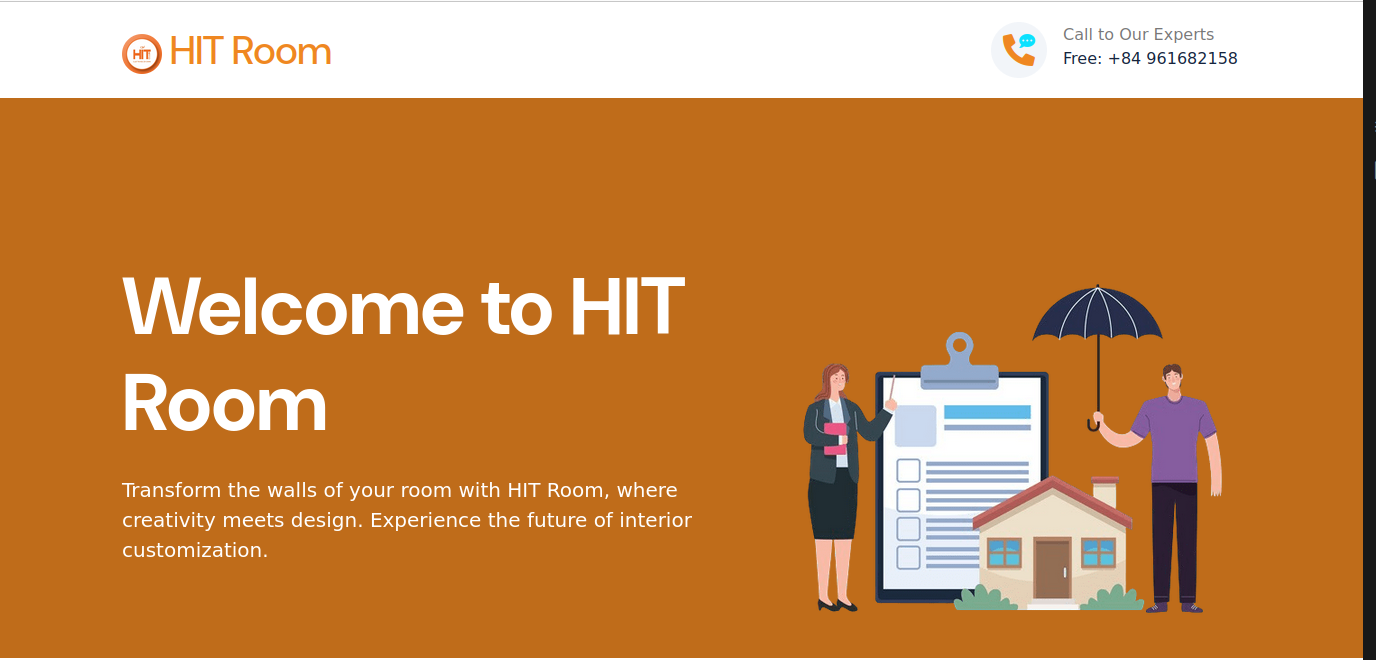 HIT
HIT Room
Call to Our Experts
Free: +84 961682158
Welcome to HIT
Room
Transform the walls of your room with HIT Room, where
creativity meets design. Experience the future of interior
customization.